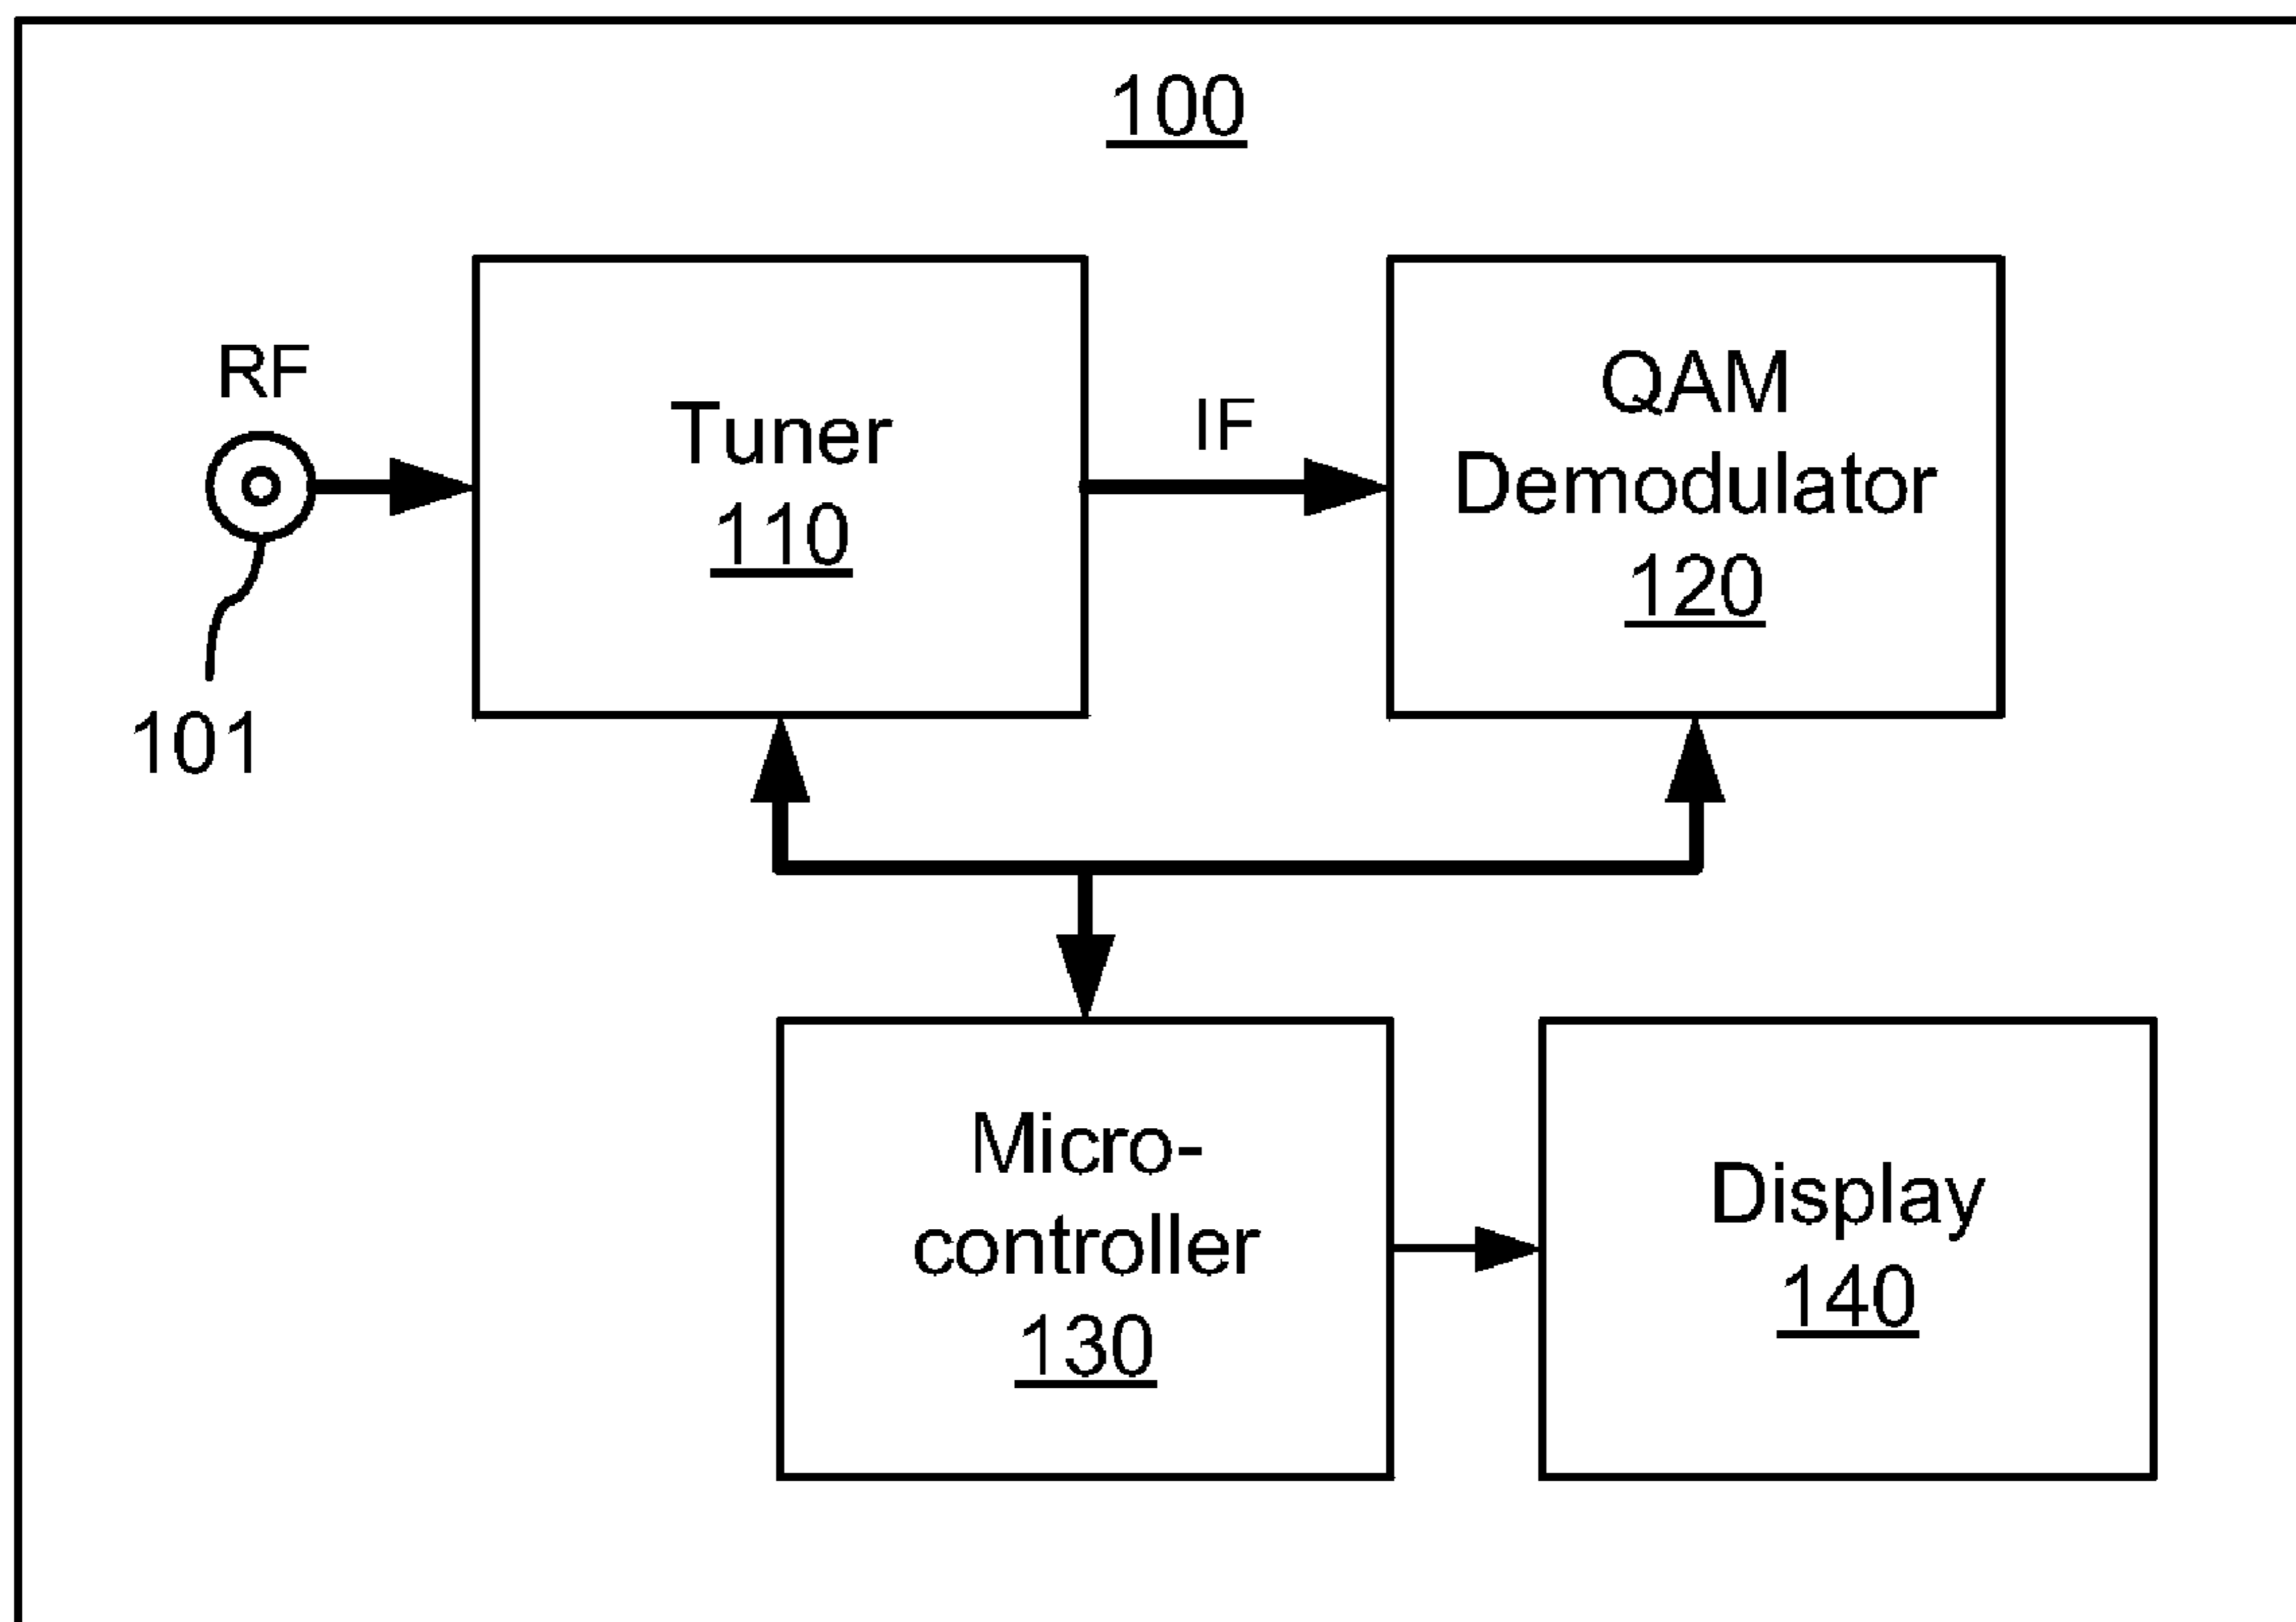 100
RF
Tuner
110
101
IF
QAM
Demodulator
120
Micro-
controller
130
Display
140